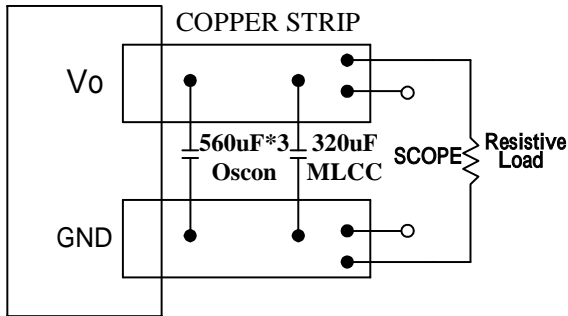 COPPER STRIP
Vo
560uF*3 320uF
Oscon MLCC
SCOPE
Resistive
Load
GND